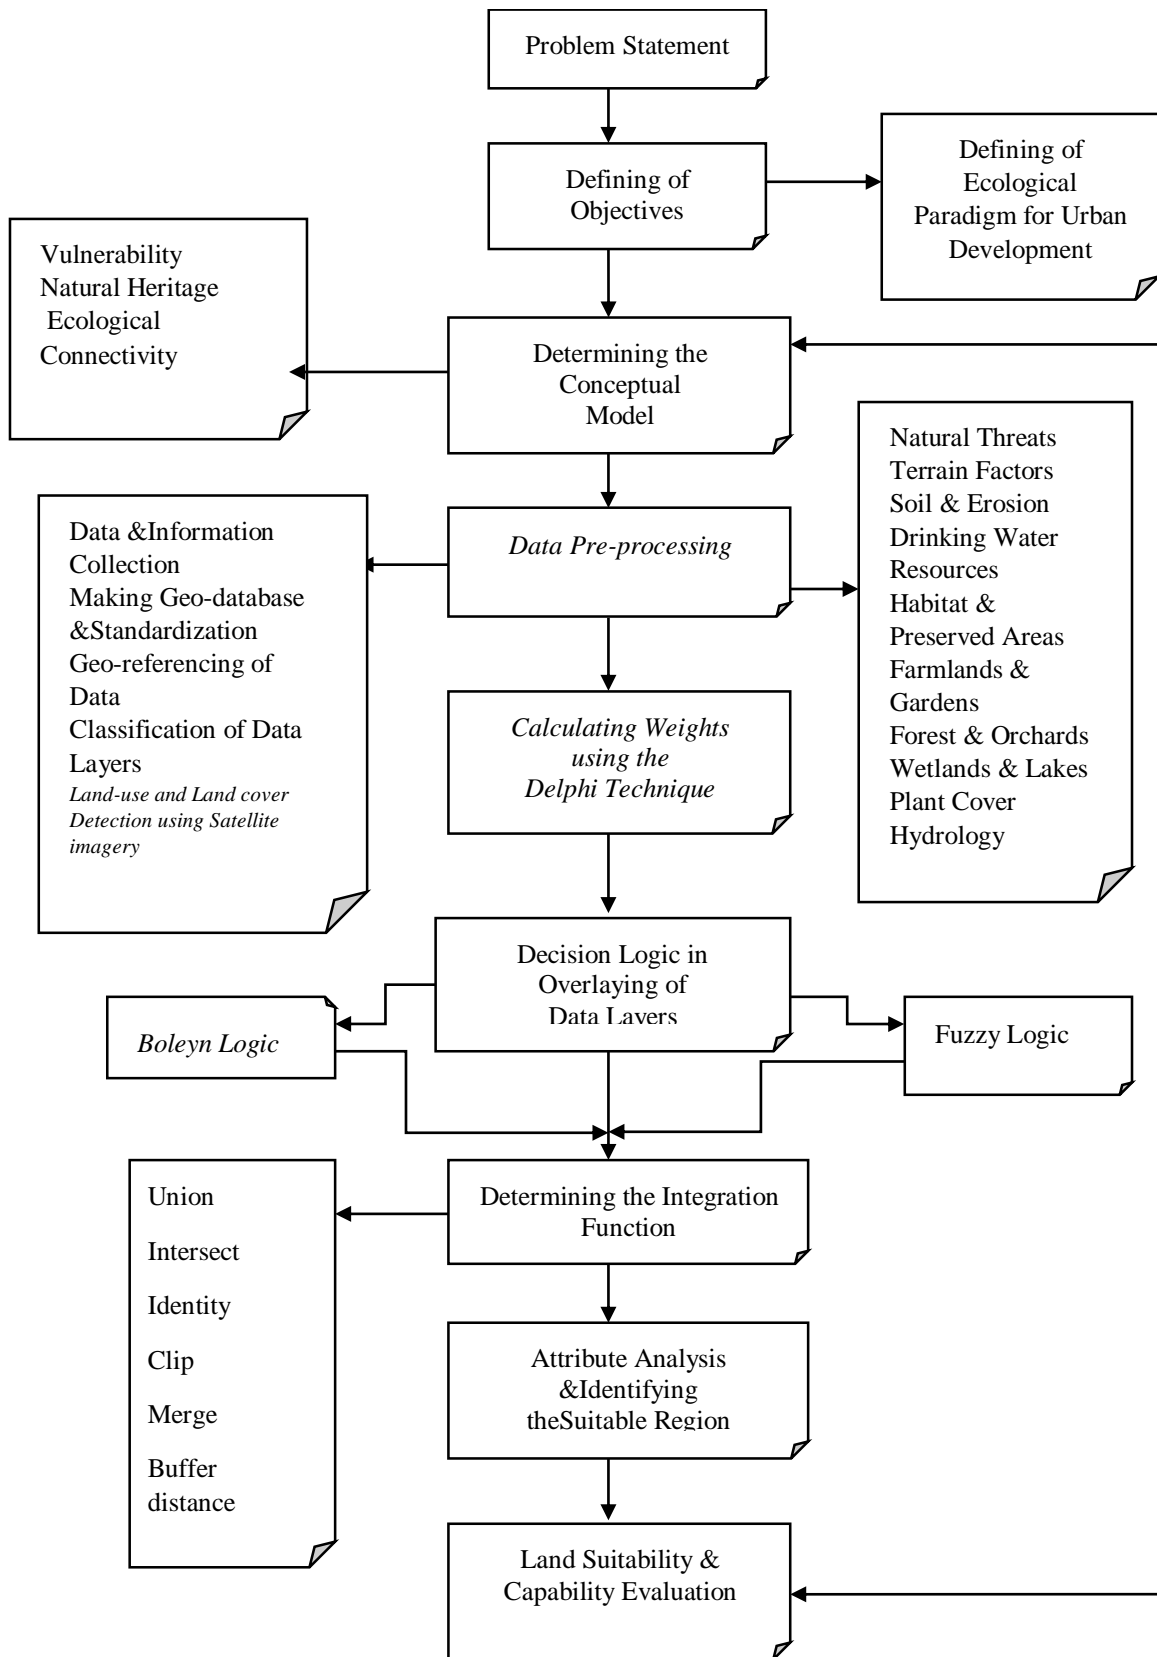 Problem Statement
Defining of
Objectives
Defining of
Ecological
Paradigm for Urban
Development
Vulnerability
Natural Heritage
Ecological
Connectivity
Determining the
Conceptual
Model
Natural Threats
Terrain Factors
Soil & Erosion
Drinking Water
Resources
Habitat &
Preserved Areas
Farmlands &
Gardens
Forest & Orchards
Wetlands & Lakes
Plant Cover
Hydrology
Data &Information
Collection
Making Geo-database
&Standardization
Geo-referencing of
Data
Classification of Data
Layers
Land-use and Land cover
Detection using Satellite
imagery
Data Pre-processing
Calculating Weights
using the
Delphi Technique
Decision Logic in
Overlaying of
Data Layers
Boleyn Logic
Fuzzy Logic
Union
Intersect
Identity
Clip
Merge
Buffer
distance
Determining the Integration
Function
Attribute Analysis
&Identifying
theSuitable Region
Land Suitability &
Capability Evaluation